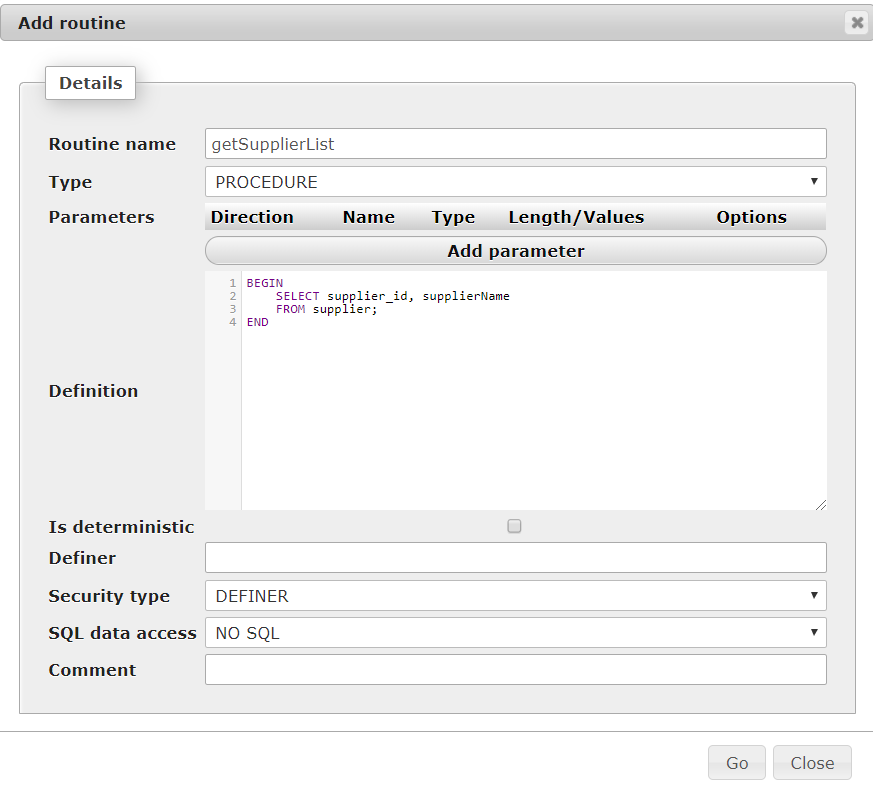 Add routine
Details
Routine name getSupplierList
Type PROCEDURE
Parameters Direction Name Type Length/Values Options
Add parameter
1 BEGIN
2 SELECT supplier_id, supplierName
3 FROM supplier;
4 END
Definition
Is deterministic
Definer
Security type DEFINER
SQL data access NO SQL
Comment
Go Close